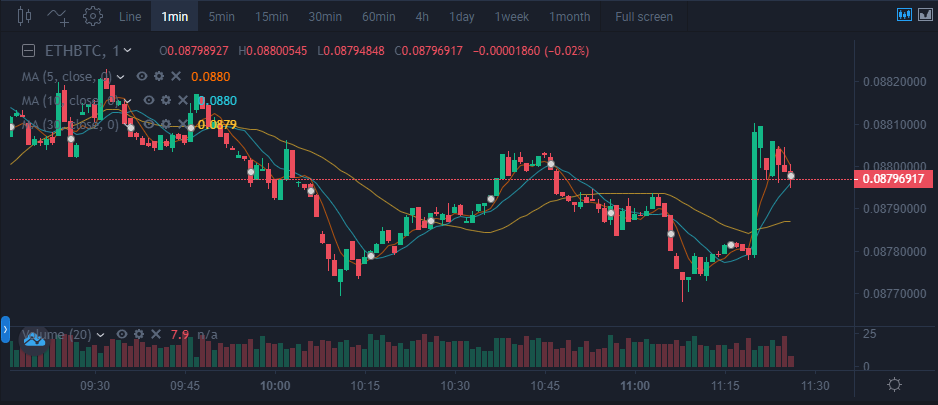 Line 1min 5min 15min 30min 60min 4h 1day 1week 1month Full screen
ETHBTC, 1 O0.08798927 H0.08800545 L0.08794848 C0.08796917 −0.00001860 (−0.02%)
MA (5, close, 0) 0.0880
MA (10, close, 0) 0.0880
MA (30, close, 0) 0.0879
0.08820000
0.08810000
0.08800000
0.08796917
0.08790000
0.08780000
0.08770000
Volume (20) 7.9 n/a
25
0
09:30 09:45 10:00 10:15 10:30 10:45 11:00 11:15 11:30